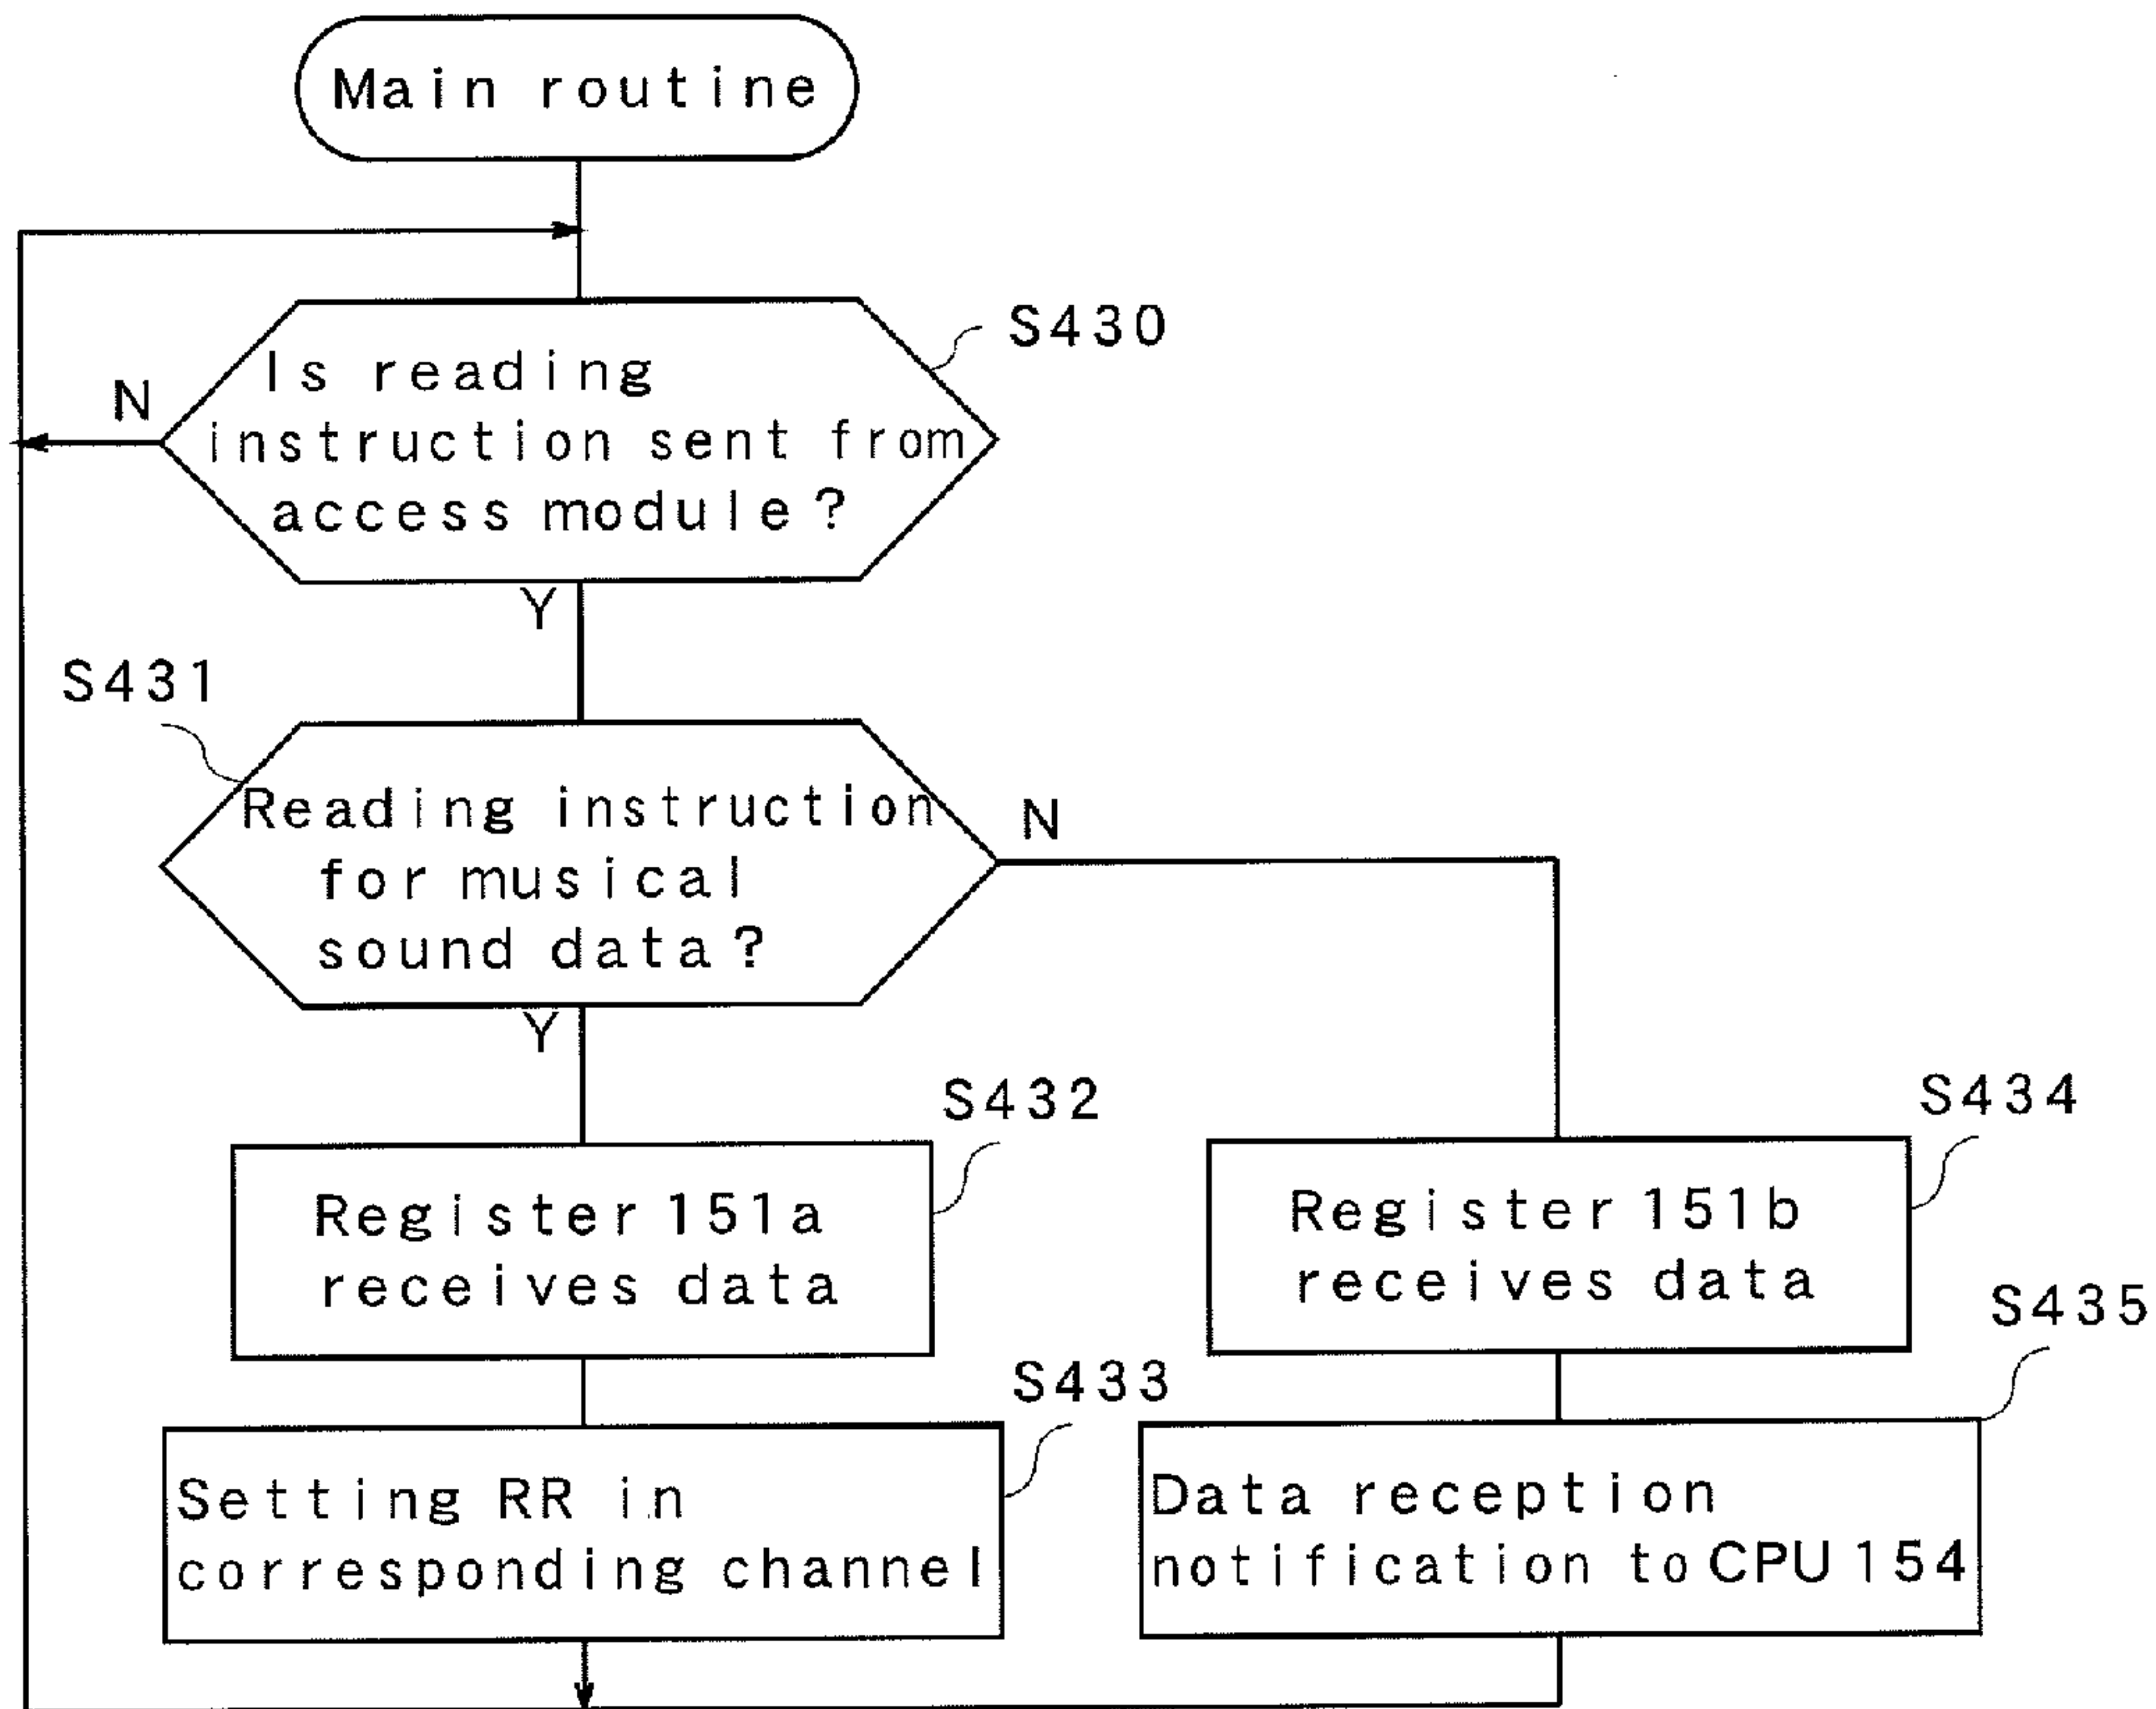 Main routine
S430
Is reading
instruction sent from
access module?
N
Y
S431
Reading instruction
for musical
sound data?
N
Y
S432
Register 151a
receives data
S434
Register 151b
receives data
S433
Setting RR in
corresponding channel
S435
Data reception
notification to CPU 154